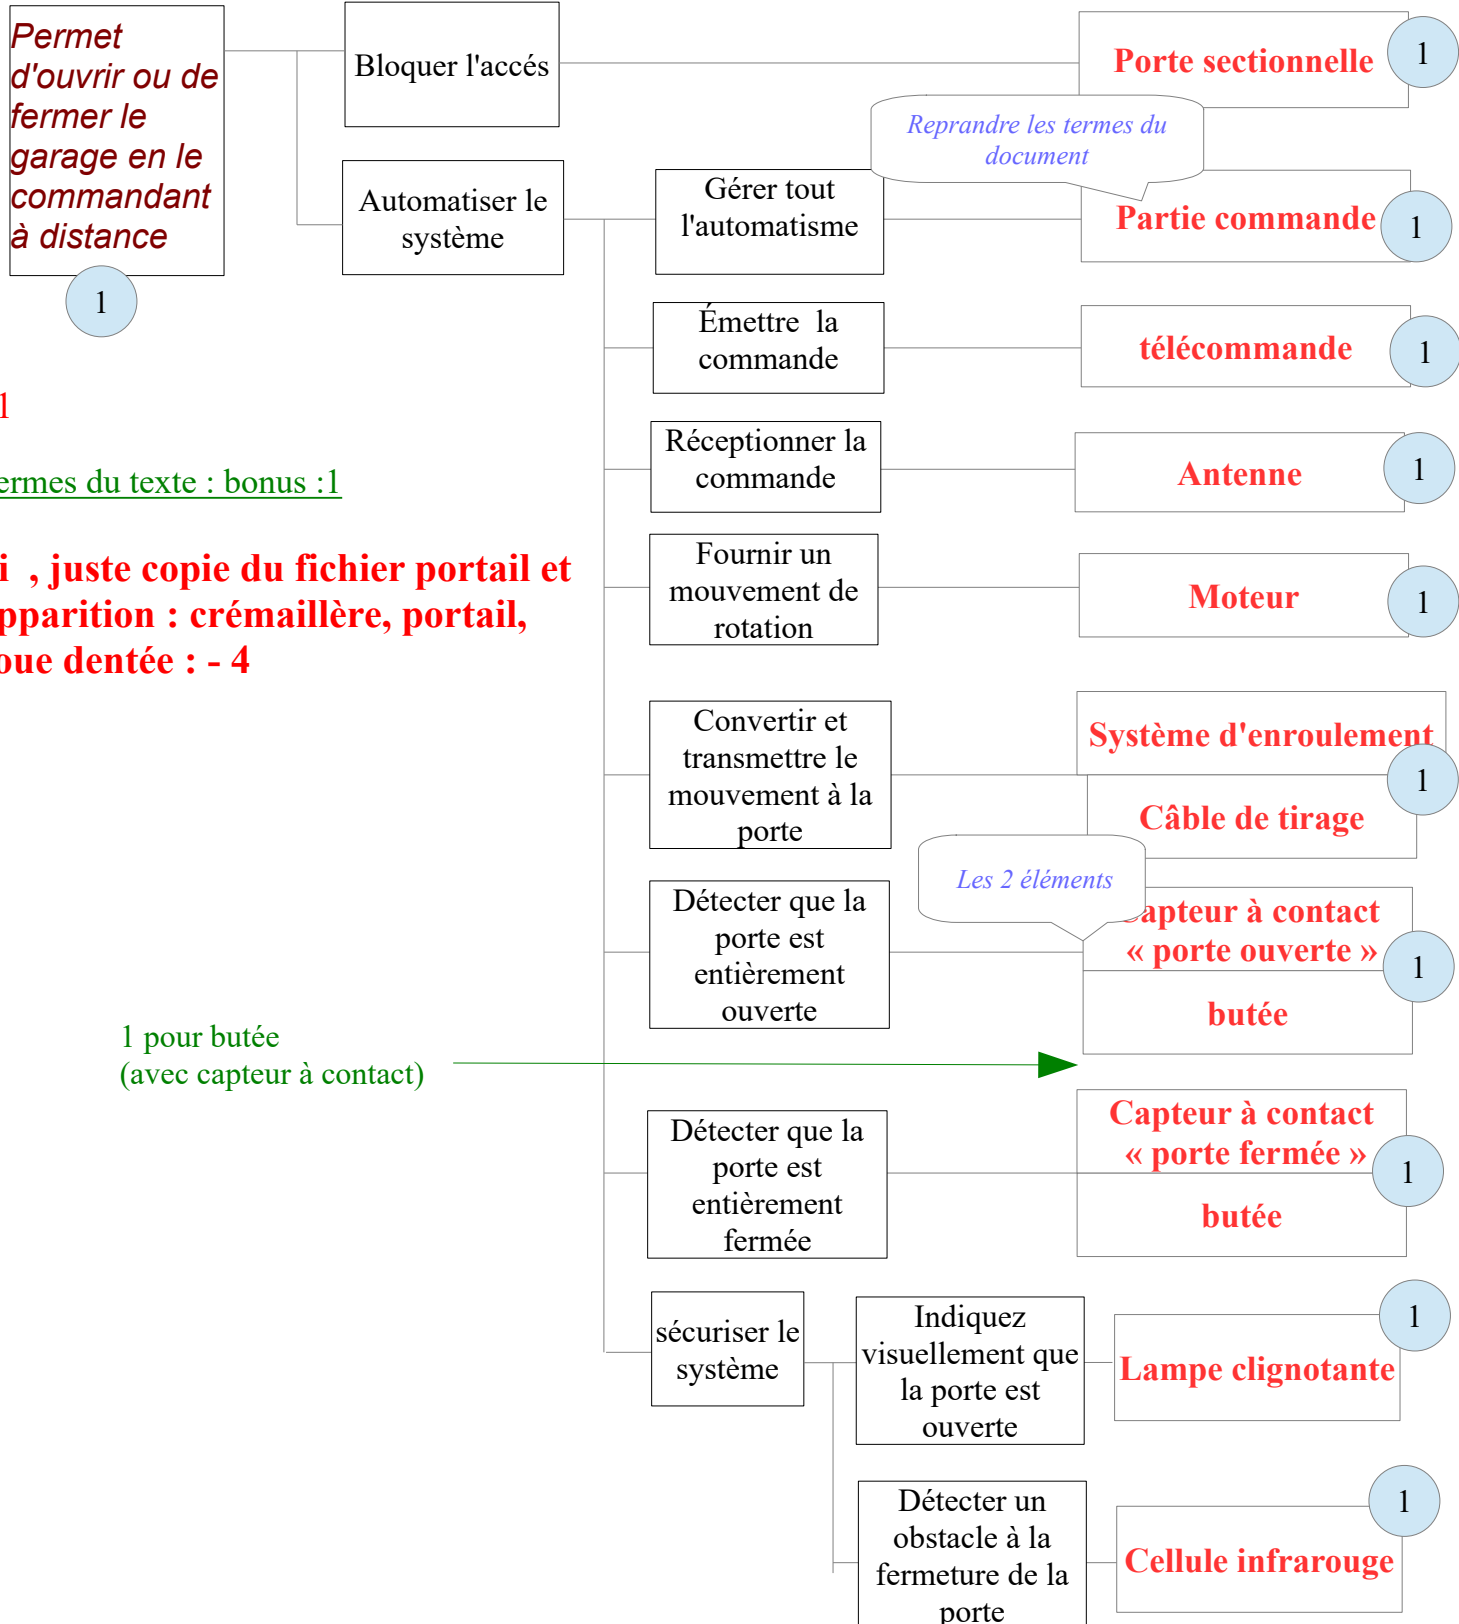 Permet
d'ouvrir ou de
fermer le
garage en le
commandant
à distance
1
Bloquer l'accés
Porte sectionnelle
1
Reprandre les termes du
document
Automatiser le
système
Gérer tout
l'automatisme
Partie commande
1
Émettre la
commande
télécommande
1
1
Réceptionner la
commande
Antenne
1
ermes du texte : bonus :1
Fournir un
mouvement de
rotation
Moteur
1
i , juste copie du fichier portail et
pparition : crémaillère, portail,
oue dentée : - 4
Convertir et
transmettre le
mouvement à la
porte
Système d'enroulement
1
Câble de tirage
Les 2 éléments
Détecter que la
porte est
entièrement
ouverte
apteur à contact
« porte ouverte »
1
butée
1 pour butée
(avec capteur à contact)
Détecter que la
porte est
entièrement
fermée
Capteur à contact
« porte fermée »
1
butée
sécuriser le
système
Indiquez
visuellement que
la porte est
ouverte
Lampe clignotante
1
Détecter un
obstacle à la
fermeture de la
porte
Cellule infrarouge
1